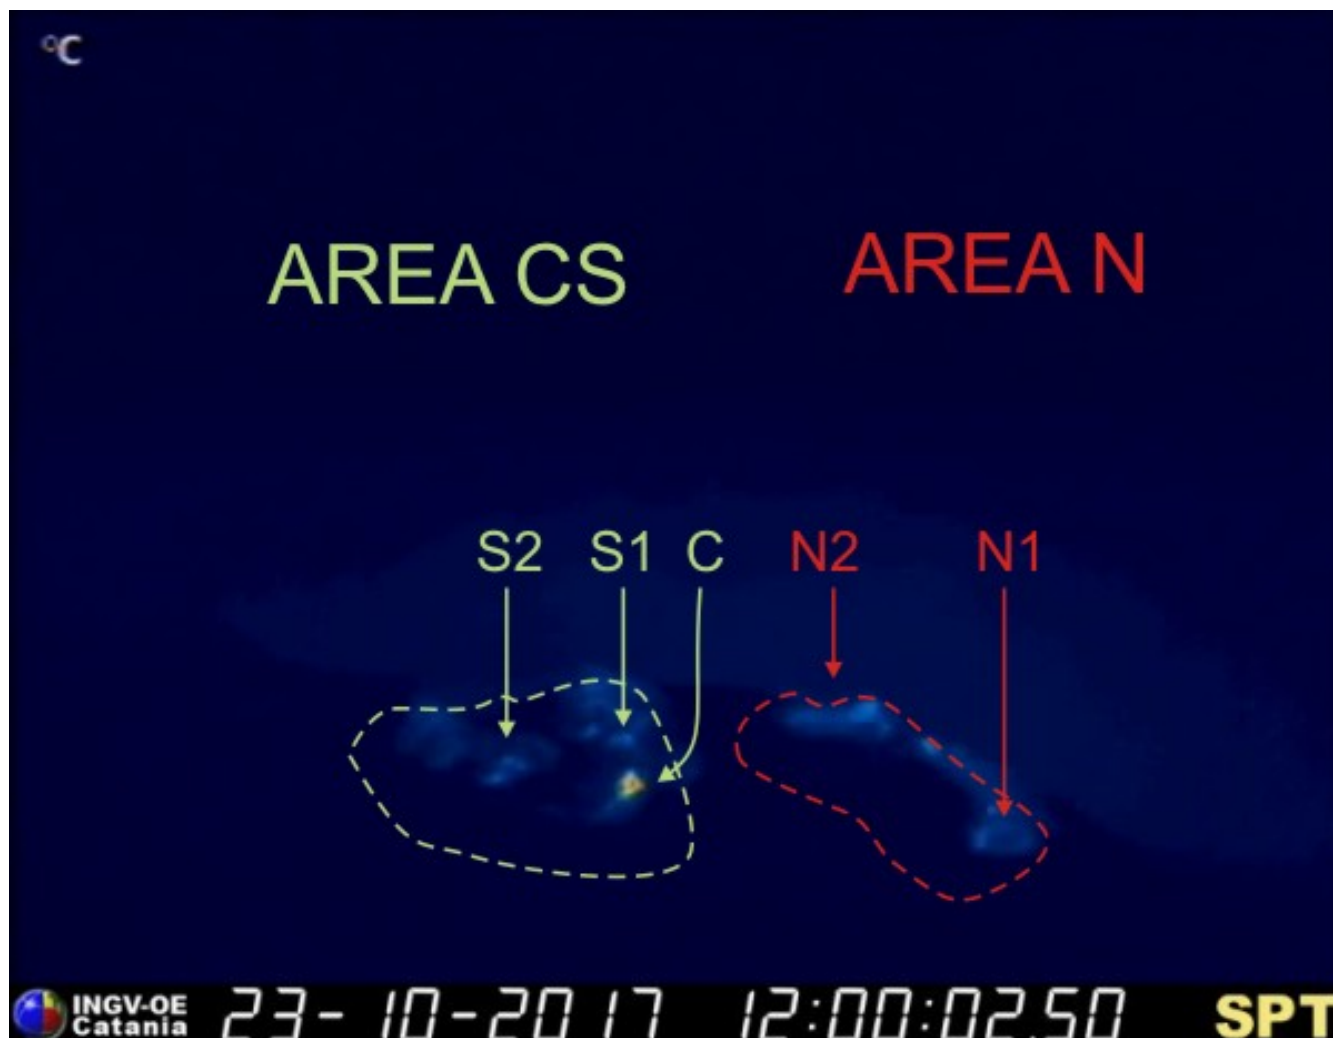 °C
AREA CS AREA N
S2 S1 C N2 N1
INGV-OE
Catania
23-10-2017 12:00:02.50 SPT